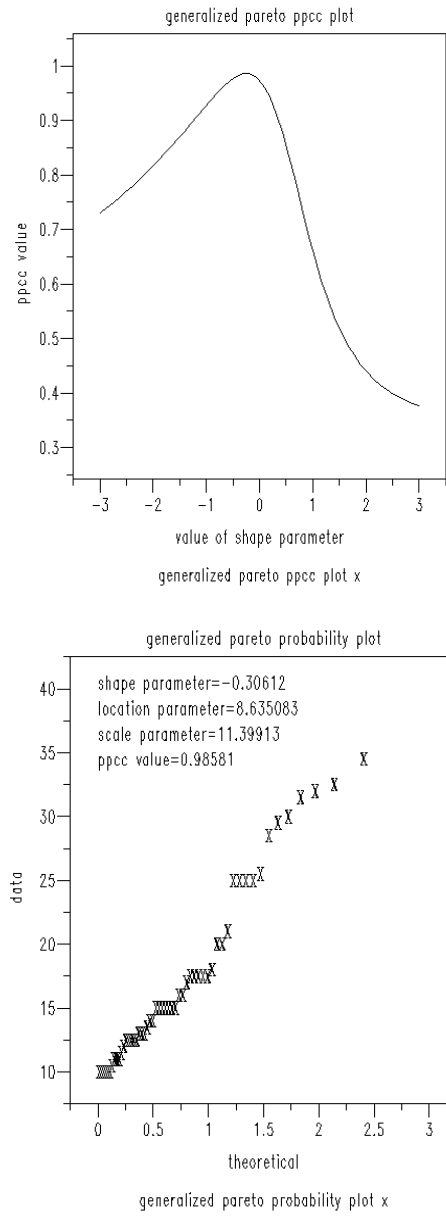 generalized pareto ppcc plot
1
0.9
0.8
0.7
0.6
0.5
0.4
0.3
ppcc value
-3 -2 -1 0 1 2 3
value of shape parameter
generalized pareto ppcc plot x
generalized pareto probability plot
shape parameter=-0.30612
location parameter=8.635083
scale parameter=11.39913
ppcc value=0.98581
40
35
30
25
20
15
10
data
0 0.5 1 1.5 2 2.5 3
theoretical
generalized pareto probability plot x